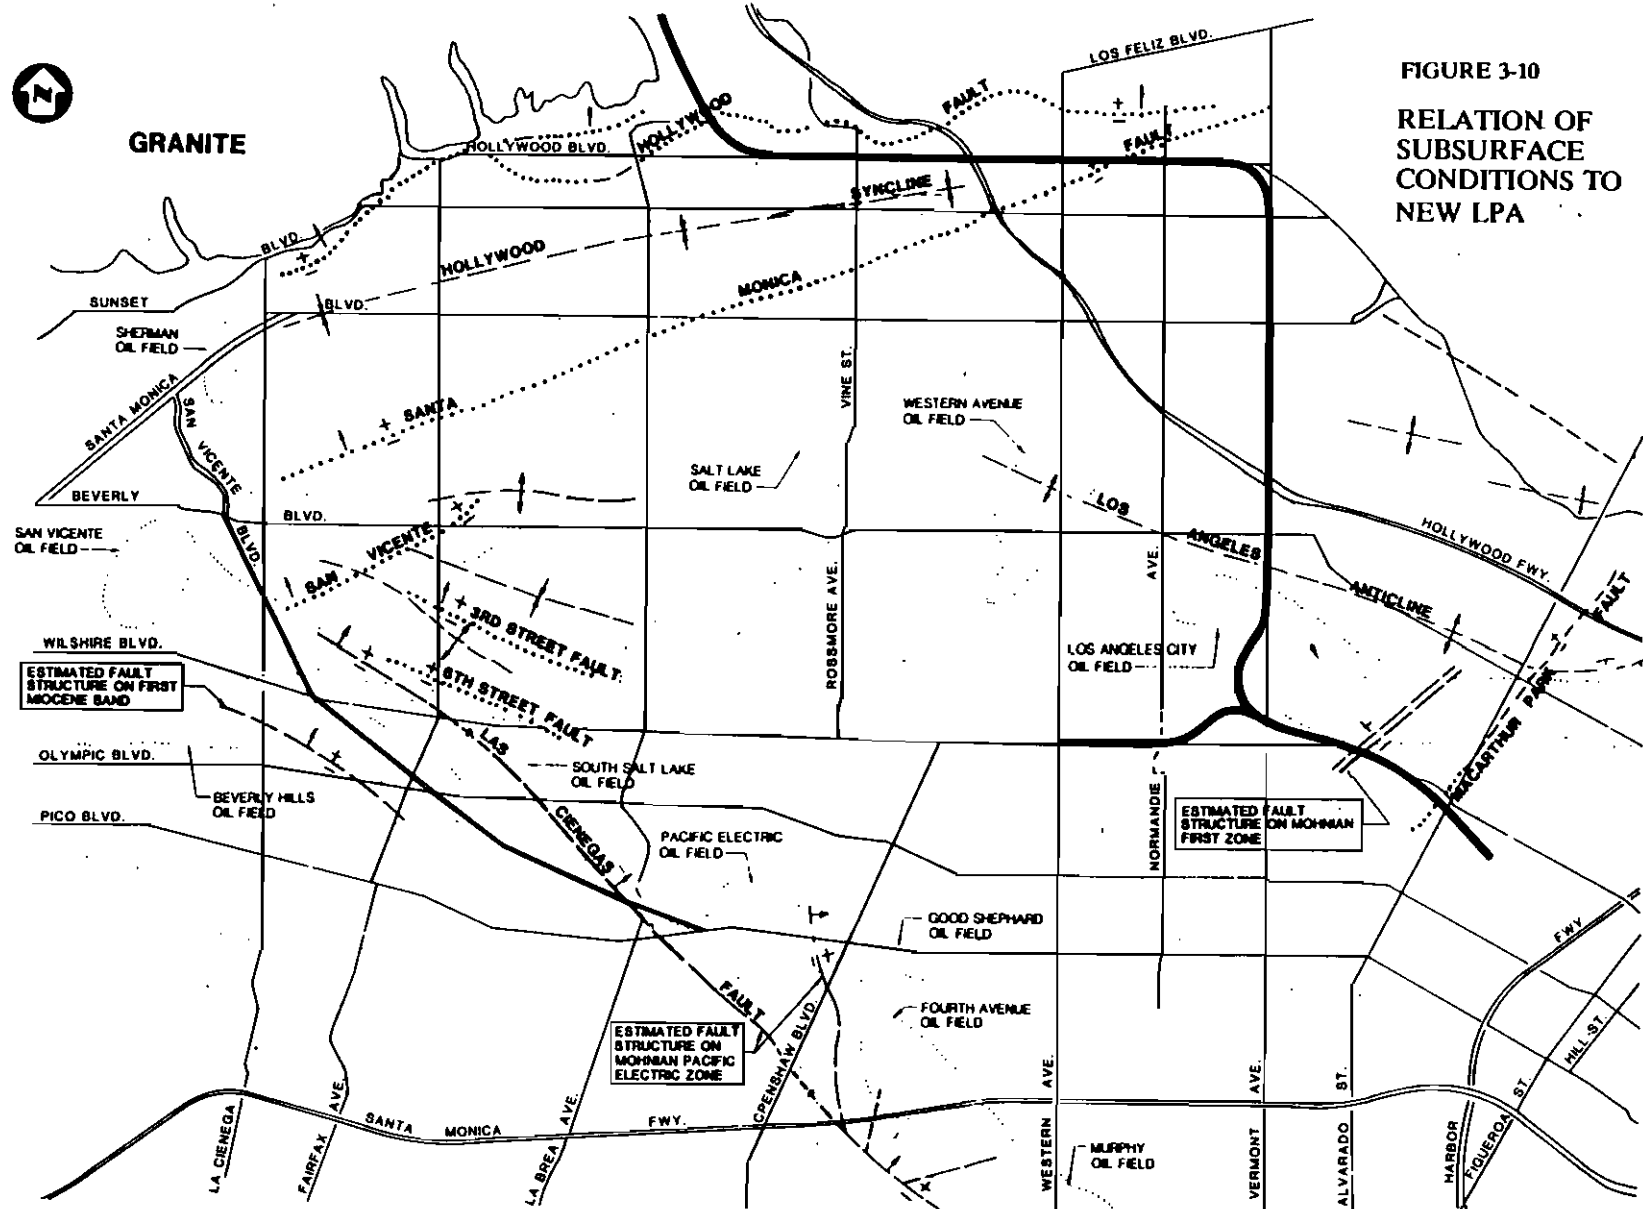 FIGURE 3-10
RELATION OF
SUBSURFACE
CONDITIONS TO
NEW LPA
N
GRANITE
LOS FELIZ BLVD.
HOLLYWOOD
FAULT
FAULT
HOLLYWOOD BLVD.
SYNCLINE
HOLLYWOOD
BLVD.
SUNSET
BLVD.
MONICA
SHERMAN
OIL FIELD
SANTA MONICA
SAN
VICENTE
BLVD.
SANTA
VINE ST.
WESTERN AVENUE
OIL FIELD
SALT LAKE
OIL FIELD
BEVERLY
BLVD.
LOS
ANGELES
ANTICLINE
HOLLYWOOD FWY.
SAN VICENTE
OIL FIELD
SAN
VICENTE
3RD STREET FAULT
6TH STREET FAULT
ROSSMORE AVE.
AVE.
FAULT
WILSHIRE BLVD.
LOS ANGELES CITY
OIL FIELD
ESTIMATED FAULT
STRUCTURE ON FIRST
MIOCENE SAND
MACARTHUR PARK
OLYMPIC BLVD.
LAS
SOUTH SALT LAKE
OIL FIELD
BEVERLY HILLS
OIL FIELD
PICO BLVD.
CIENEGAS
PACIFIC ELECTRIC
OIL FIELD
NORMANDIE
ESTIMATED FAULT
STRUCTURE ON MOHNIAN
FIRST ZONE
GOOD SHEPHARD
OIL FIELD
FWY
FAULT
FOURTH AVENUE
OIL FIELD
ESTIMATED FAULT
STRUCTURE ON
MOHNIAN PACIFIC
ELECTRIC ZONE
CPENSHAW BLVD.
HILL ST.
LA CIENEGA
FAIRFAX AVE.
SANTA
MONICA
FWY.
LA BREA AVE.
WESTERN AVE.
MURPHY
OIL FIELD
VERMONT AVE.
ALVARADO ST.
HARBOR
FIGUEROA ST.